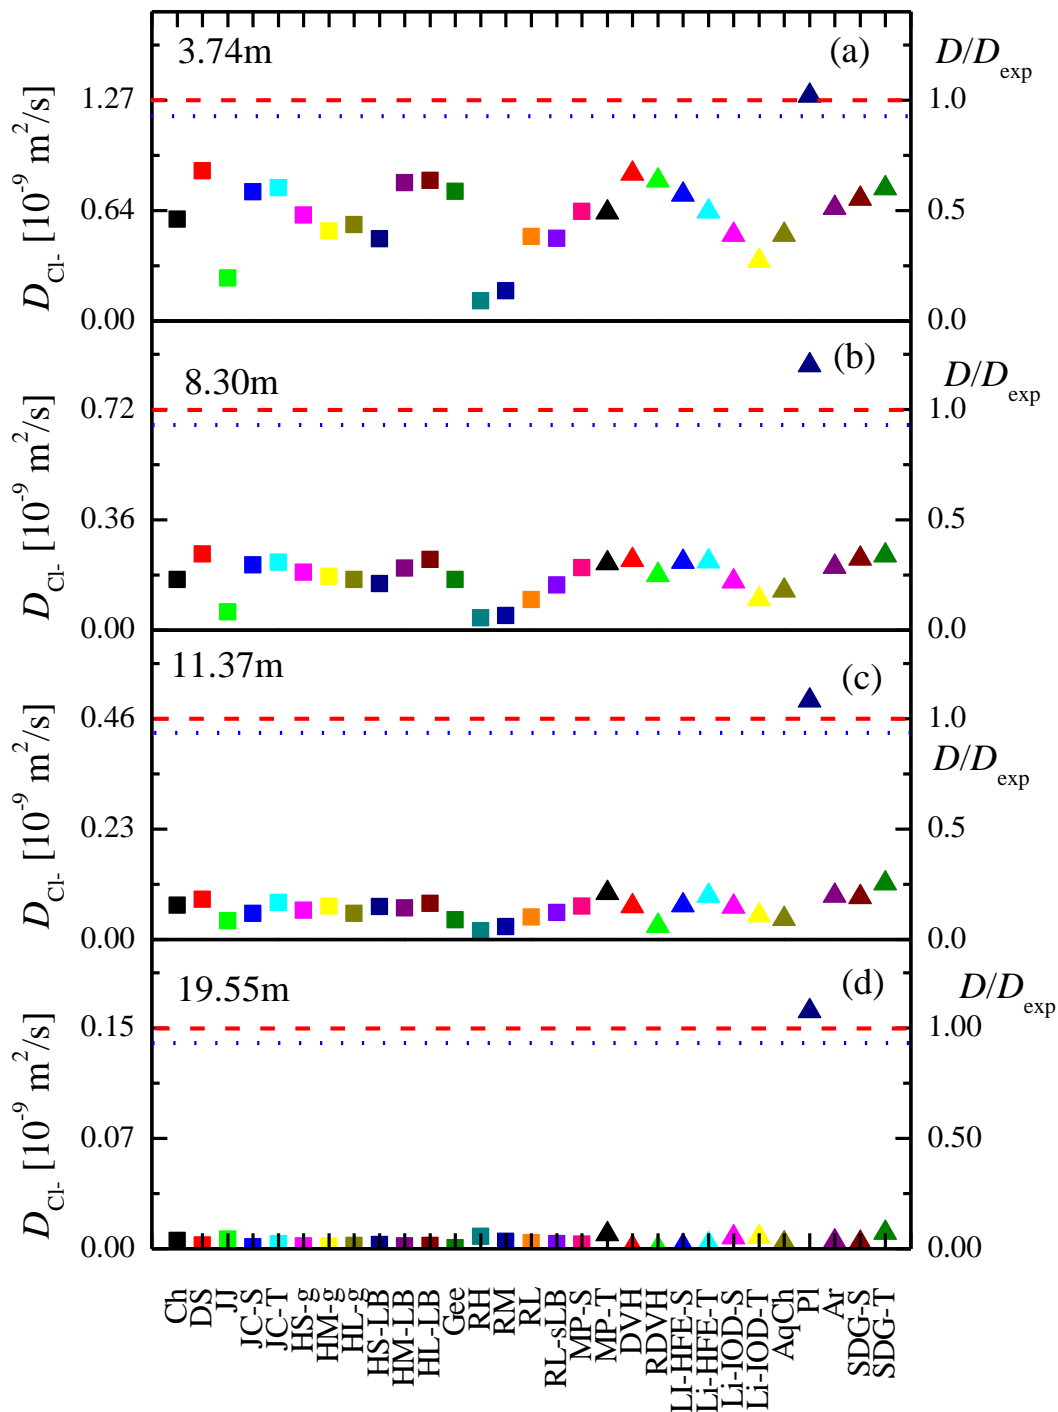 3.74m
(a)
D/Dexp
1.27
1.0
0.64
0.5
0.00
0.0
DCl- [10-9 m2/s]
8.30m
(b)
D/Dexp
0.72
1.0
0.36
0.5
0.00
0.0
DCl- [10-9 m2/s]
11.37m
(c)
0.46
1.0
D/Dexp
0.23
0.5
0.00
0.0
DCl- [10-9 m2/s]
19.55m
(d)
D/Dexp
0.15
1.00
0.07
0.50
0.00
0.00
DCl- [10-9 m2/s]
Ch
DS
JJ
JC-S
JC-T
HS-g
HM-g
HL-g
HS-LB
HM-LB
HL-LB
Gee
RH
RM
RL
RL-sLB
MP-S
MP-T
DVH
RDVH
LI-HFE-S
Li-HFE-T
Li-IOD-S
Li-IOD-T
AqCh
Pl
Ar
SDG-S
SDG-T